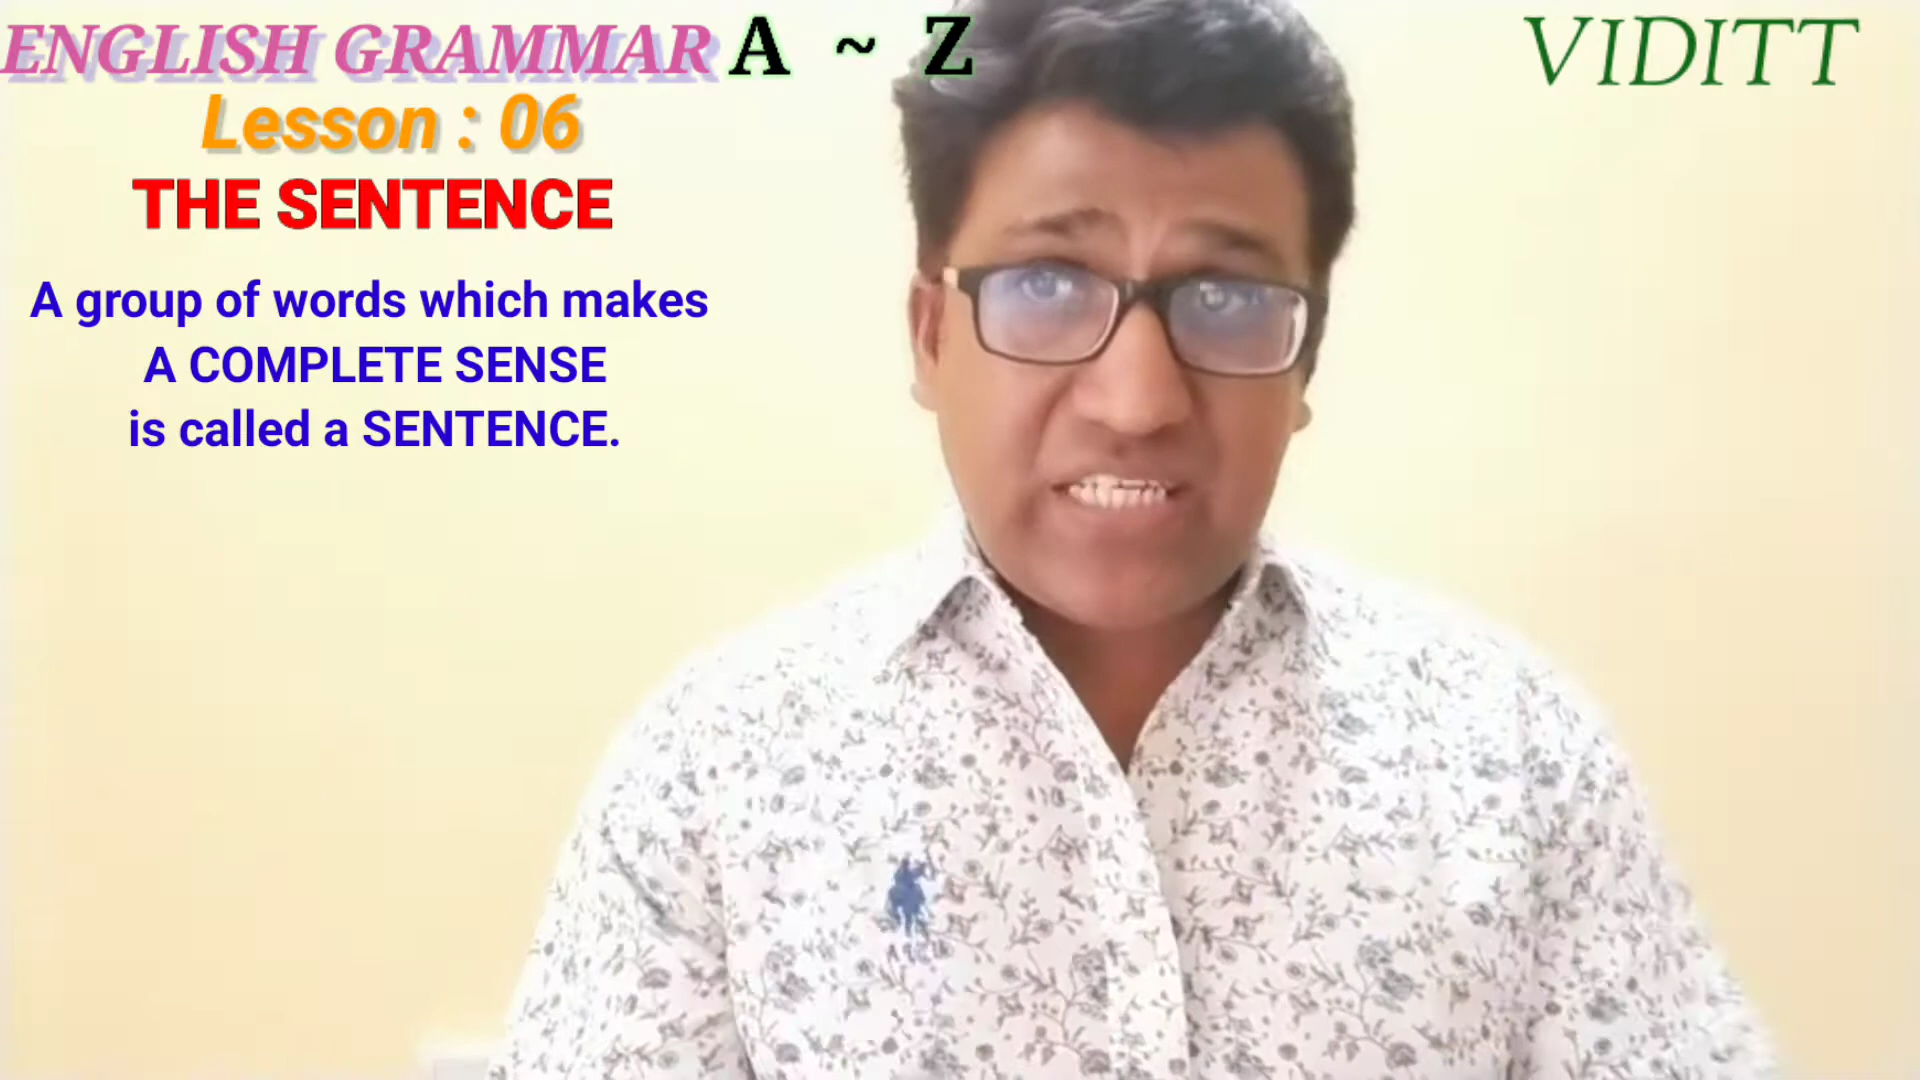 ENGLISH GRAMMAR A ~ Z
VIDITT
Lesson : 06
THE SENTENCE
A group of words which makes
A COMPLETE SENSE
is called a SENTENCE.